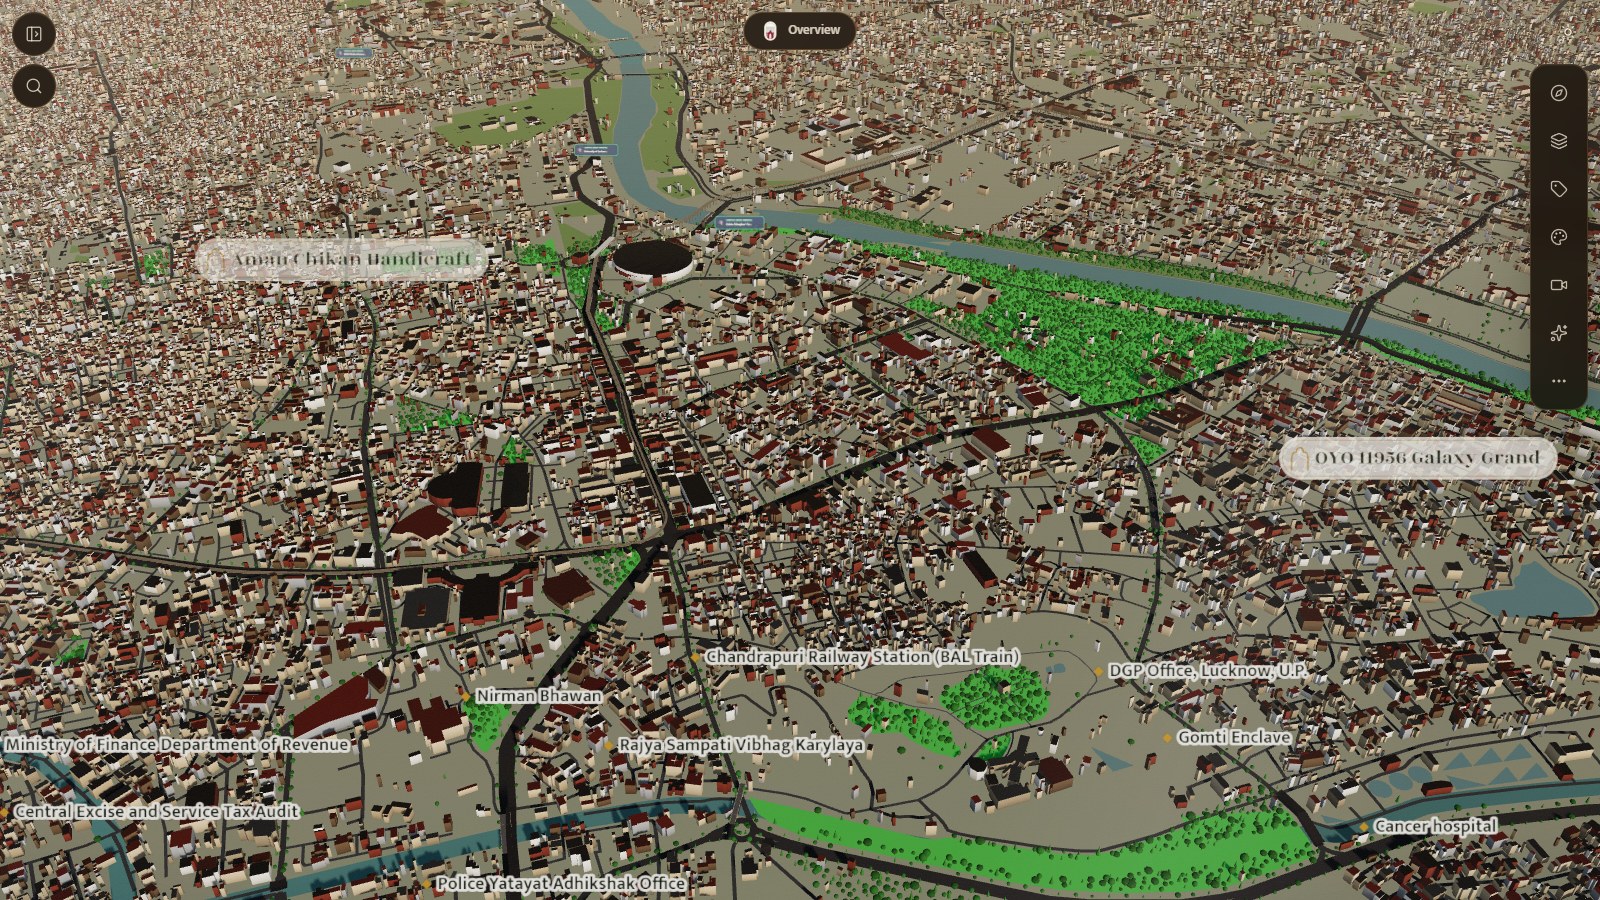 Overview
Aman Chikan Handicraft
OYO 11956 Galaxy Grand
Chandrapuri Railway Station (BAL Train)
DGP Office, Lucknow, U.P.
Nirman Bhawan
Gomti Enclave
Ministry of Finance Department of Revenue
Rajya Sampati Vibhag Karylaya
Central Excise and Service Tax Audit
Cancer hospital
Police Yatayat Adhikshak Office